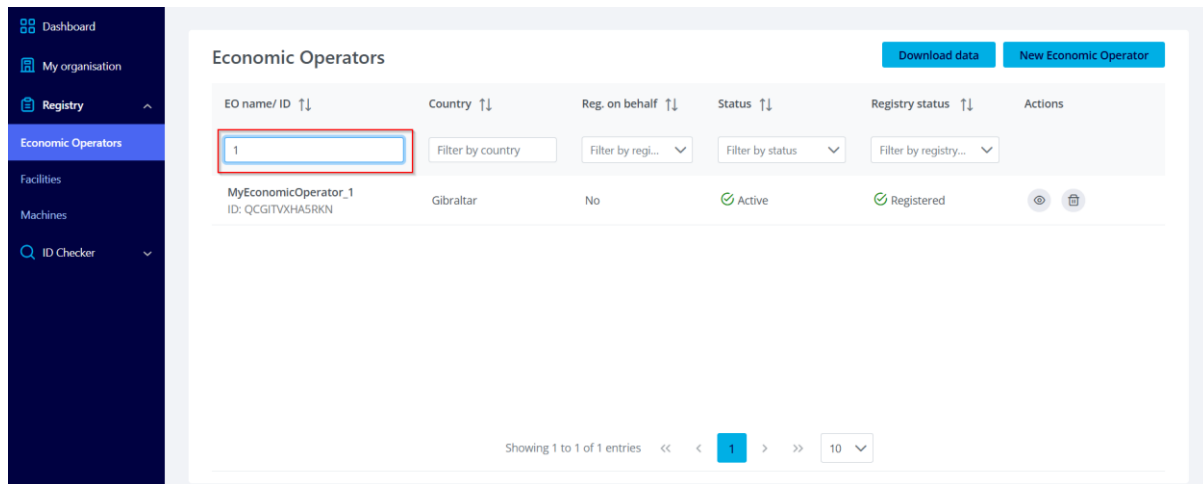 Dashboard
My organisation
Registry
Economic Operators
Facilities
Machines
ID Checker
Economic Operators
Download data
New Economic Operator
EO name/ ID Country Reg. on behalf Status Registry status Actions
1 Filter by country Filter by regi... Filter by status Filter by registry...
MyEconomicOperator_1
ID: QCGITVXHA5RKN
Gibraltar No Active Registered
Showing 1 to 1 of 1 entries << < 1 > >> 10